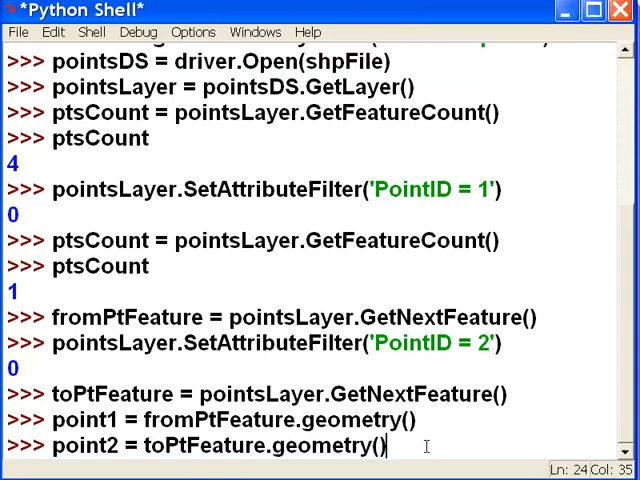 *Python Shell*
File Edit Shell Debug Options Windows Help
>>> pointsDS = driver.Open(shpFile)
>>> pointsLayer = pointsDS.GetLayer()
>>> ptsCount = pointsLayer.GetFeatureCount()
>>> ptsCount
4
>>> pointsLayer.SetAttributeFilter('PointID = 1')
0
>>> ptsCount = pointsLayer.GetFeatureCount()
>>> ptsCount
1
>>> fromPtFeature = pointsLayer.GetNextFeature()
>>> pointsLayer.SetAttributeFilter('PointID = 2')
0
>>> toPtFeature = pointsLayer.GetNextFeature()
>>> point1 = fromPtFeature.geometry()
>>> point2 = toPtFeature.geometry()
Ln: 24 Col: 35